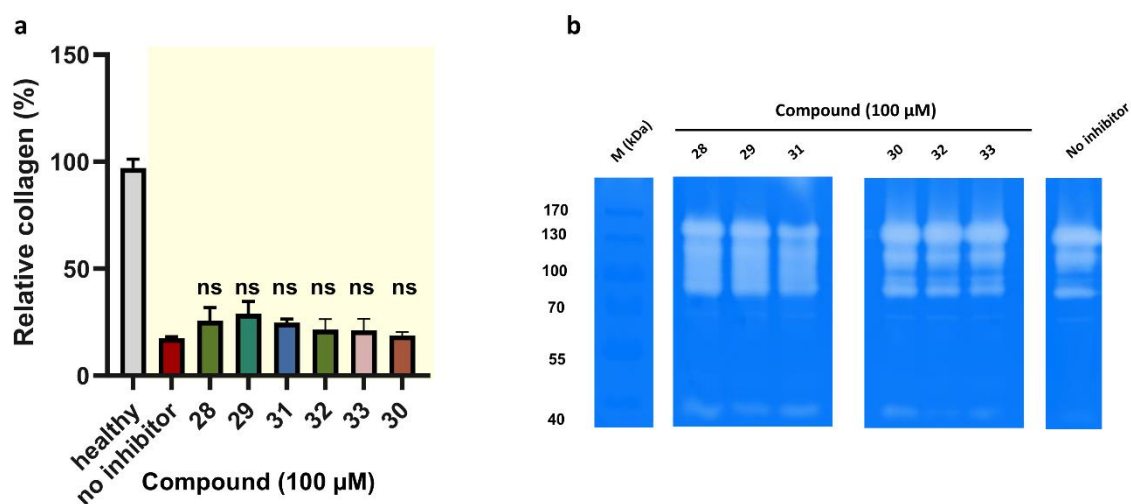 a
Relative collagen (%)
150
100
50
0
ns ns ns ns ns ns
healthy
no inhibitor
28
29
31
32
33
30
Compound (100 µM)
b
Compound (100 µM)
M (kDa)
28
29
31
30
32
33
No inhibitor
170
130
100
70
55
40